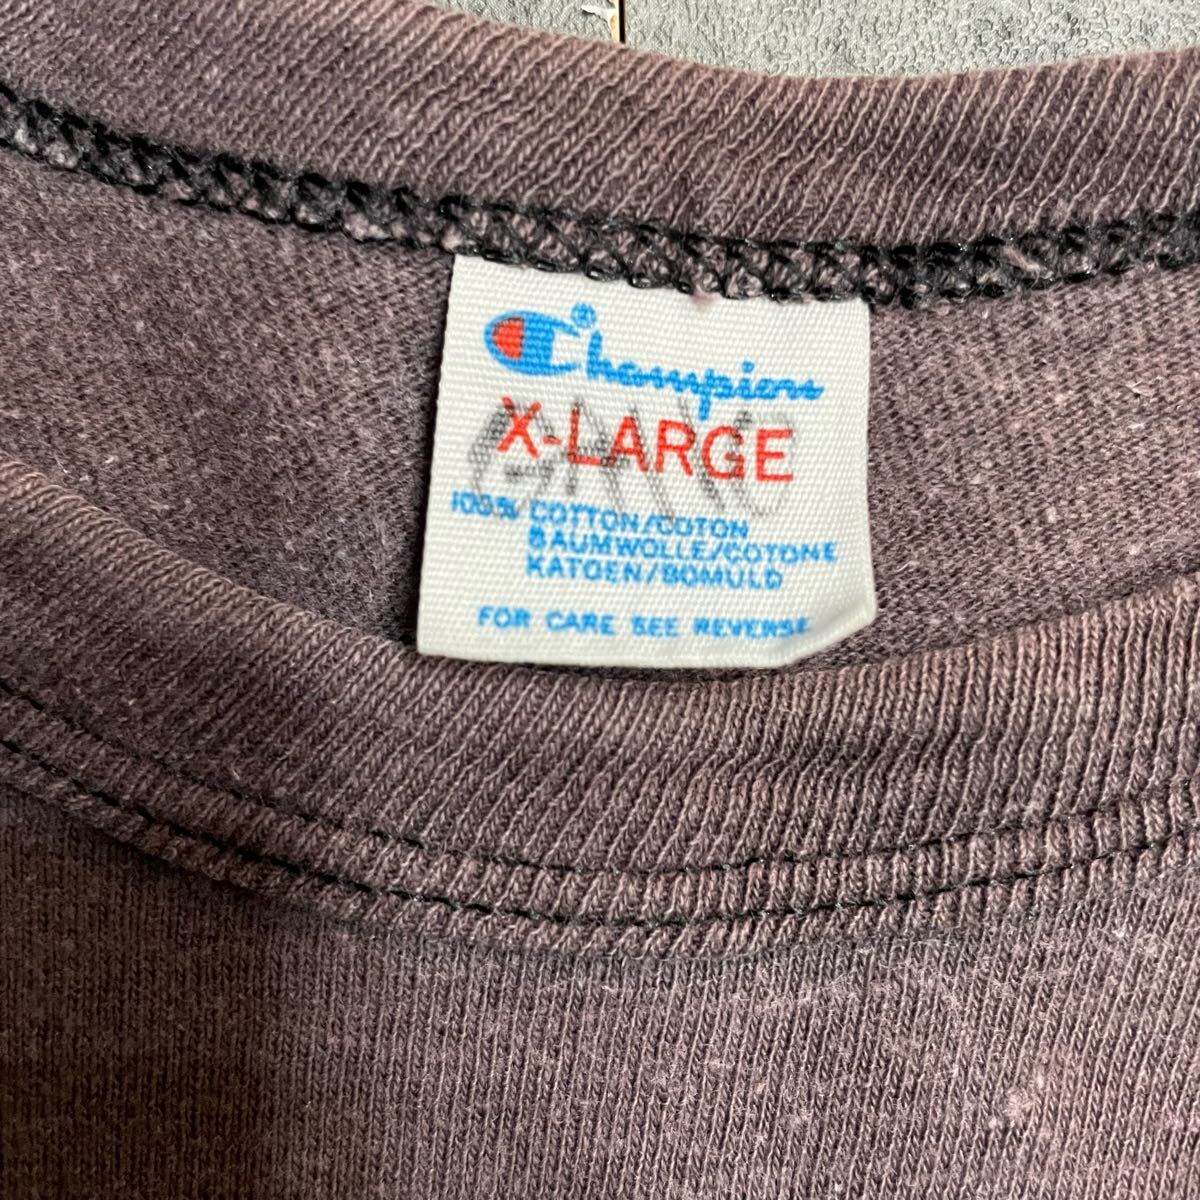 Champion®
X-LARGE
100% COTTON/COTON
BAUMWOLLE/COTONE
KATOEN/BOMULD
FOR CARE SEE REVERSE